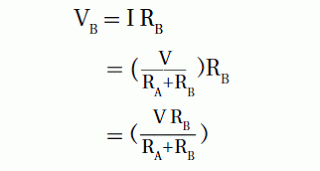 V_B = I R_B
= (V / R_A+R_B) R_B
= (V R_B / R_A+R_B)